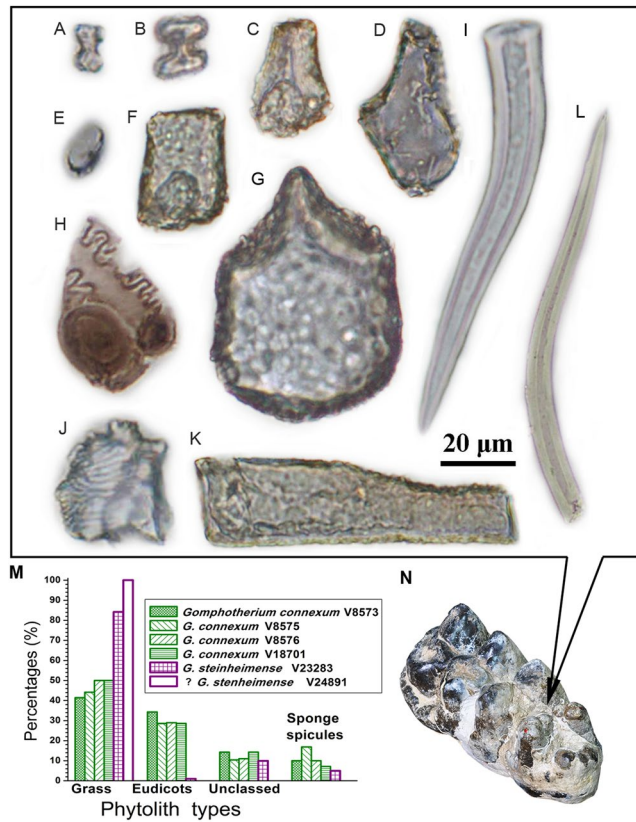 A
B
C
D
I
E
F
L
G
H
J
K
20 μm
M
N
100
90
80
70
60
50
40
30
20
10
0
Percentages (%)
Gomphotherium connexum V8573
G. connexum V8575
G. connexum V8576
G. connexum V18701
G. steinheimense V23283
? G. stenheimense V24891
Sponge
spicules
Grass Eudicots Unclassed
Phytolith types